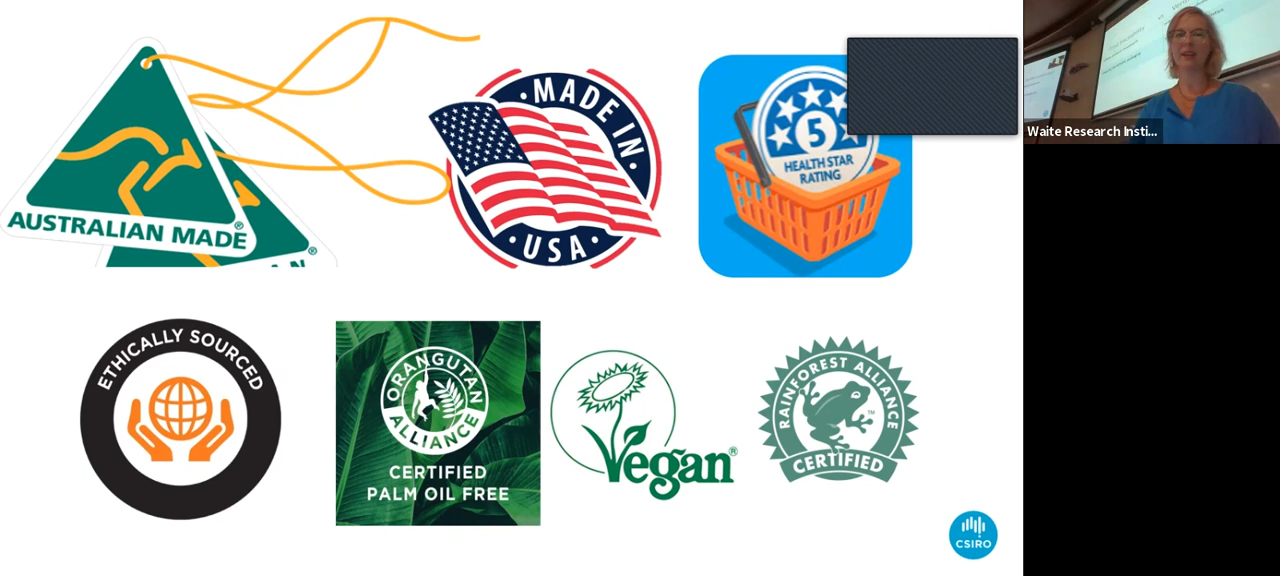 AUSTRALIAN MADE
®
®
MADE IN
USA
5
HEALTH STAR
RATING
Waite Research Insti...
ETHICALLY SOURCED
ORANGUTAN
ALLIANCE
CERTIFIED
PALM OIL FREE
Vegan®
RAINFOREST ALLIANCE
™
CERTIFIED
CSIRO